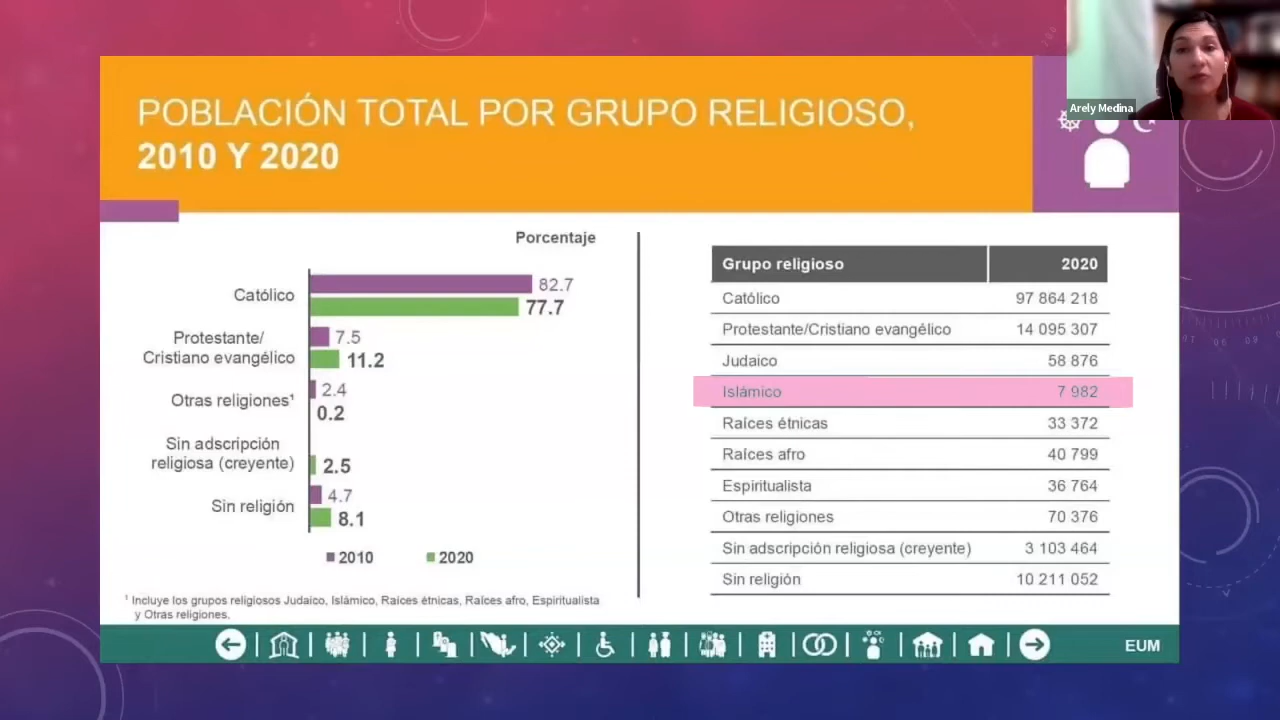 Arely Medina
POBLACIÓN TOTAL POR GRUPO RELIGIOSO,
2010 Y 2020
Porcentaje
Católico
82.7
77.7
Protestante/
Cristiano evangélico
7.5
11.2
Otras religiones¹
2.4
0.2
Sin adscripción
religiosa (creyente)
2.5
Sin religión
4.7
8.1
2010 2020
¹ Incluye los grupos religiosos Judaico, Islámico, Raíces étnicas, Raíces afro, Espiritualista
y Otras religiones.
Grupo religioso 2020
Católico 97 864 218
Protestante/Cristiano evangélico 14 095 307
Judaico 58 876
Islámico 7 982
Raíces étnicas 33 372
Raíces afro 40 799
Espiritualista 36 764
Otras religiones 70 376
Sin adscripción religiosa (creyente) 3 103 464
Sin religión 10 211 052
EUM